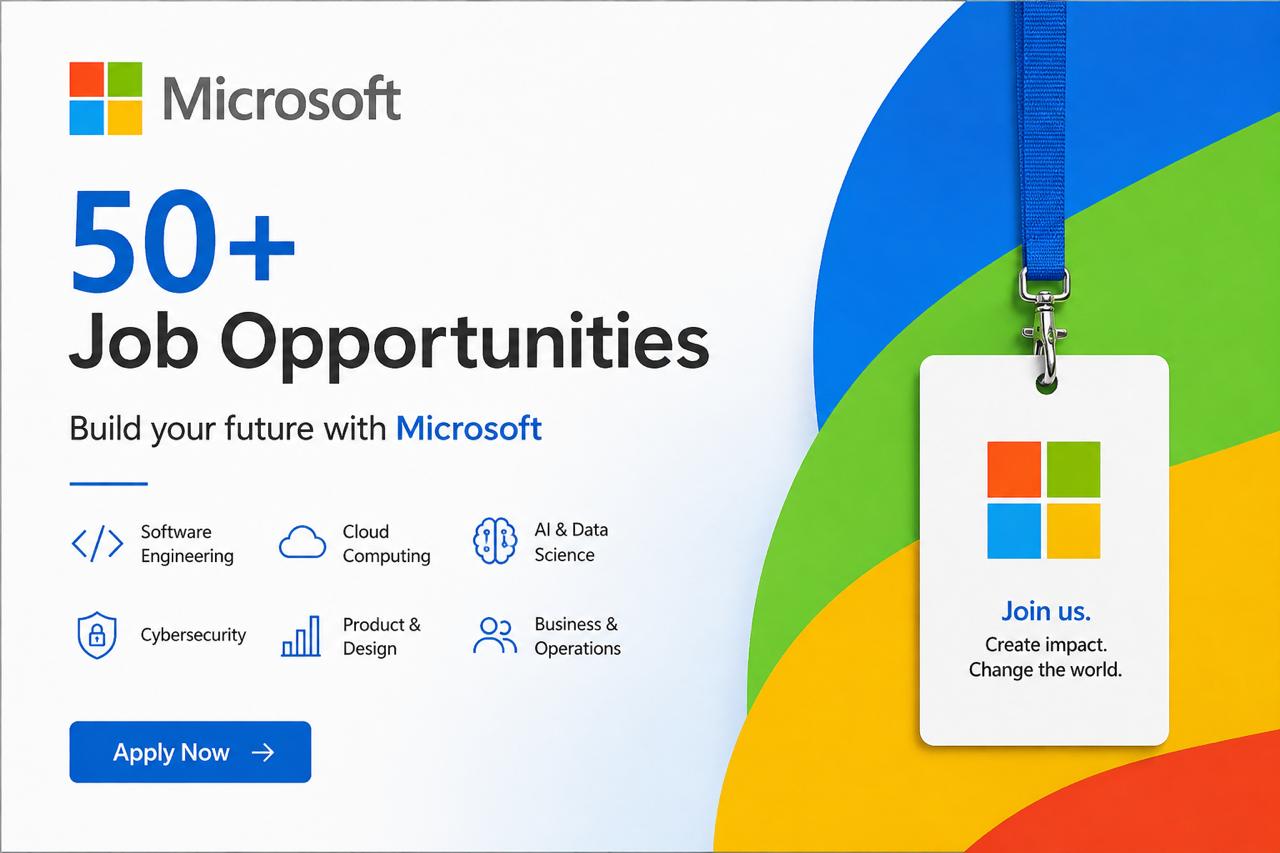 Microsoft
50+
Job Opportunities
Build your future with Microsoft
Software
Engineering
Cloud
Computing
AI & Data
Science
Cybersecurity
Product &
Design
Business &
Operations
Apply Now →
Join us.
Create impact.
Change the world.